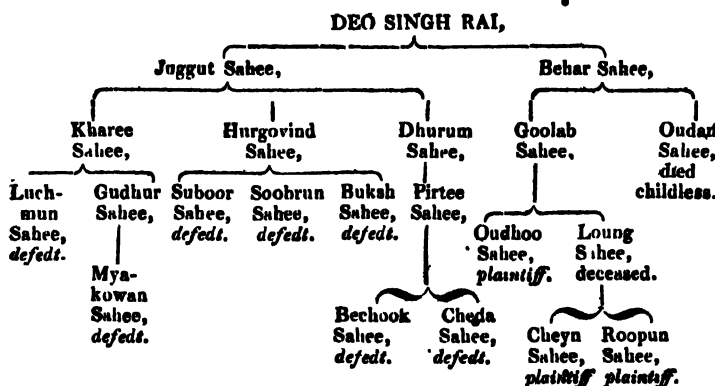 DEO SINGH RAI,
Juggut Sahee,
Behar Sahee,
Kharee
Sahee,
Hurgovind
Sahee,
Dhurum
Sahee,
Goolab
Sahee,
Oudan
Sahee,
died
childless.
Luch-
mun
Sahee,
defedt.
Gudhur
Sahee,
Suboor
Sahee,
defedt.
Soobrun
Sahee,
defedt.
Buksh
Sahee,
defedt.
Pirtee
Sahee,
Oudhoo
Sahee,
plaintiff.
Loung
Sahee,
deceased.
Mya-
kowan
Sahee,
defedt.
Bechook
Sahee,
defedt.
Cheda
Sahee,
defedt.
Cheyn
Sahee,
plaintiff
Roopun
Sahee,
plaintiff.